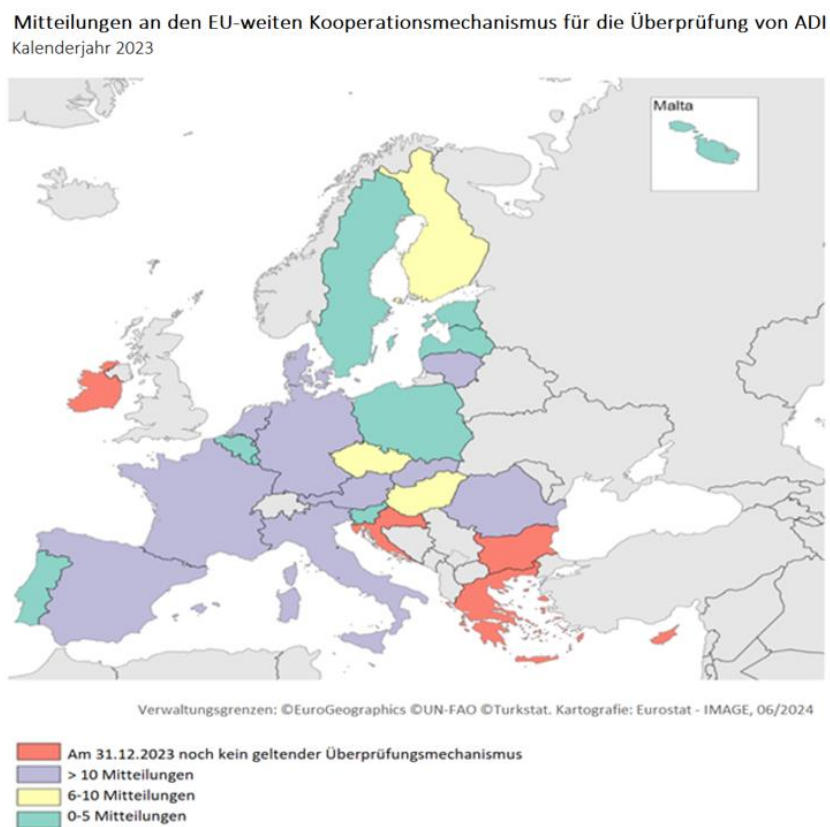 Mitteilungen an den EU-weiten Kooperationsmechanismus für die Überprüfung von ADI
Kalenderjahr 2023
Malta
Verwaltungsgrenzen: ©EuroGeographics ©UN-FAO ©Turkstat. Kartografie: Eurostat - IMAGE, 06/2024
Am 31.12.2023 noch kein geltender Überprüfungsmechanismus
> 10 Mitteilungen
6-10 Mitteilungen
0-5 Mitteilungen